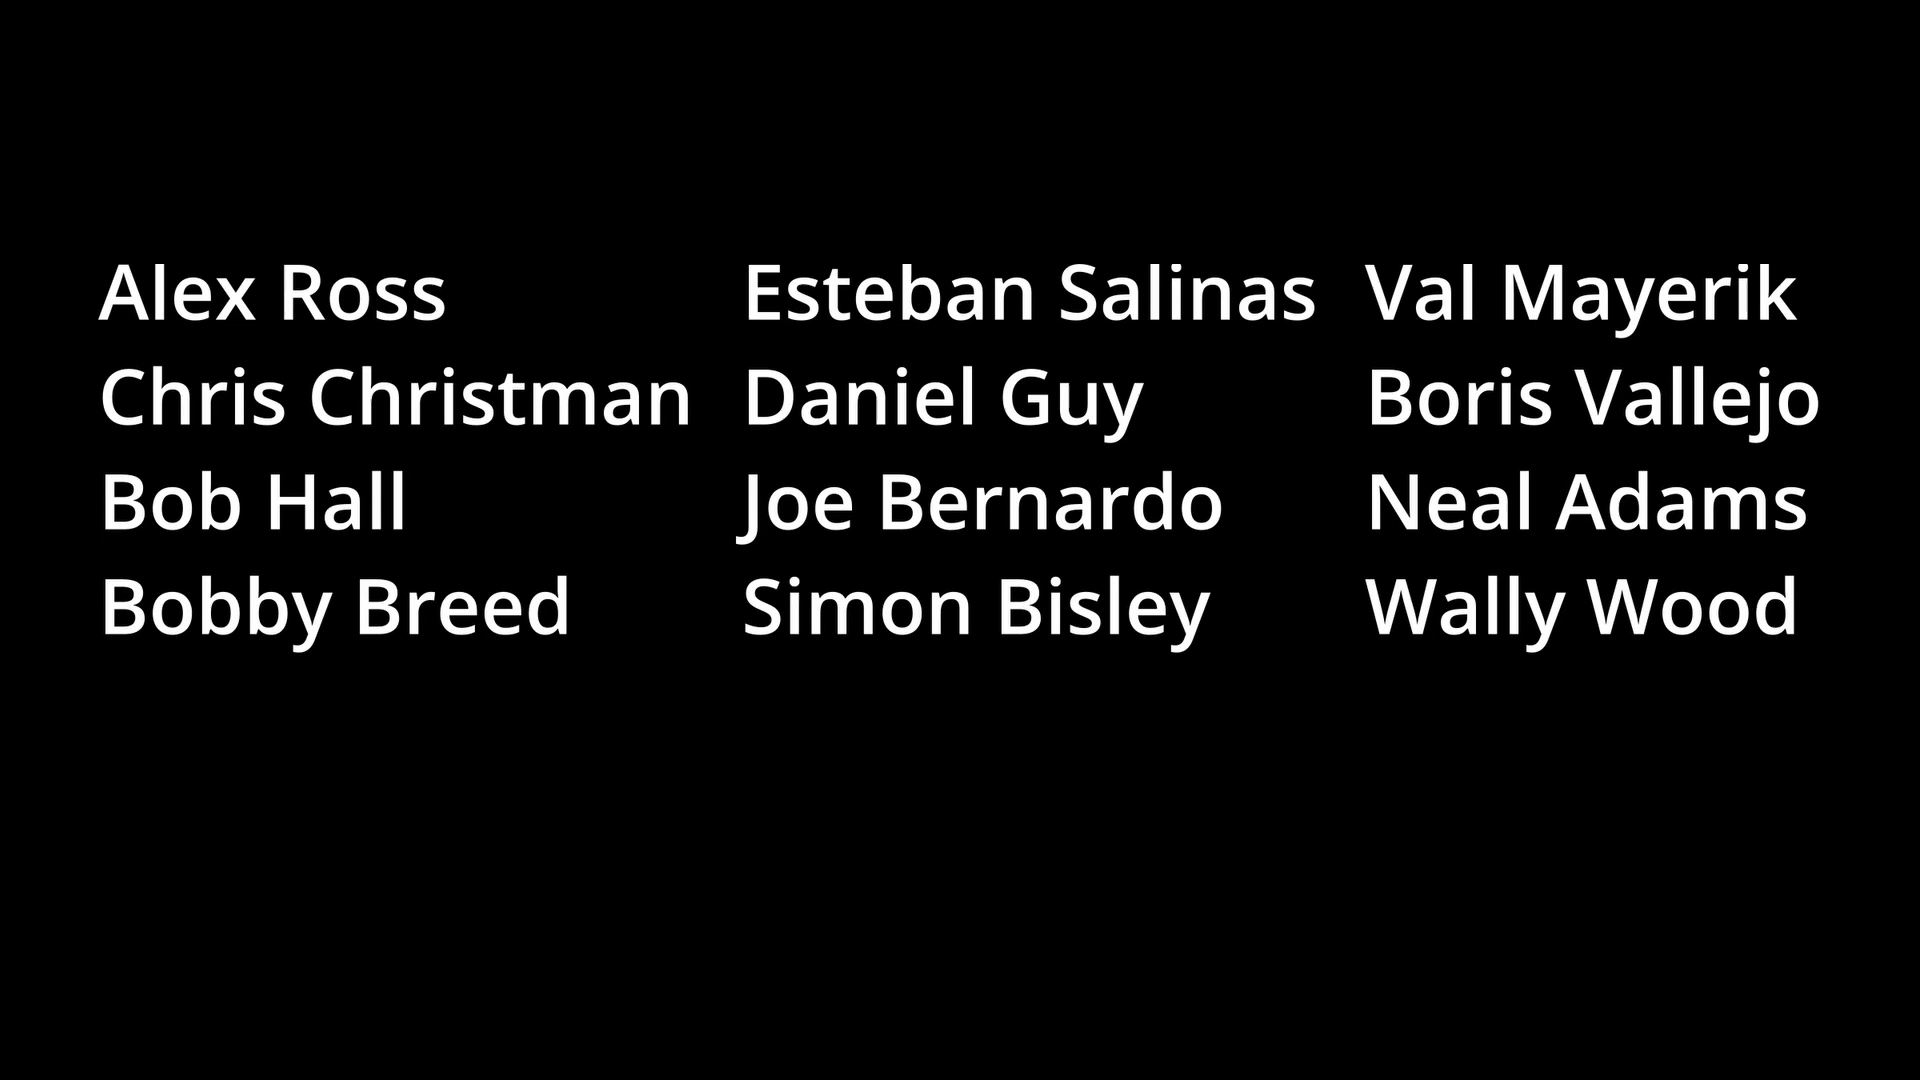 Alex Ross
Chris Christman
Bob Hall
Bobby Breed
Esteban Salinas
Daniel Guy
Joe Bernardo
Simon Bisley
Val Mayerik
Boris Vallejo
Neal Adams
Wally Wood